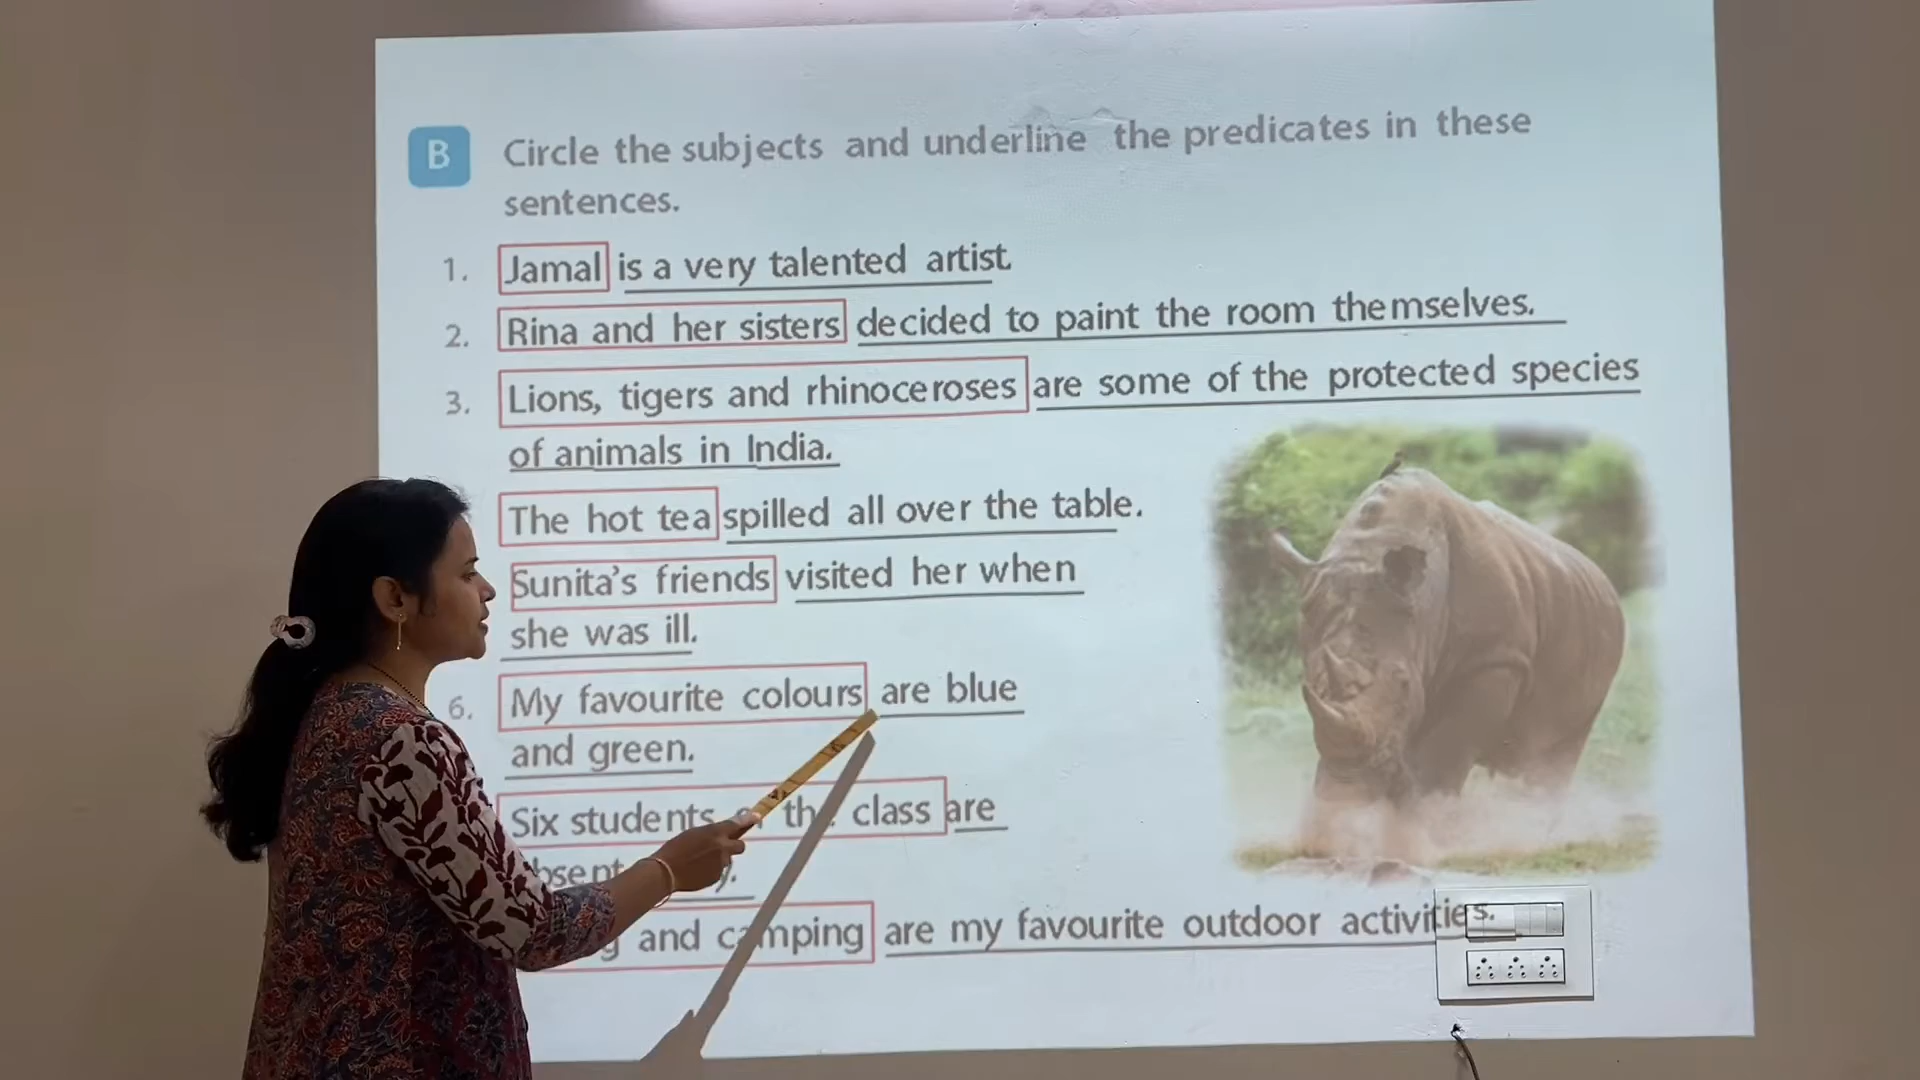 B Circle the subjects and underline the predicates in these
sentences.
1. Jamal is a very talented artist.
2. Rina and her sisters decided to paint the room themselves.
3. Lions, tigers and rhinoceroses are some of the protected species
of animals in India.
The hot tea spilled all over the table.
Sunita's friends visited her when
she was ill.
6. My favourite colours are blue
and green.
Six students the class are
and camping are my favourite outdoor activities.